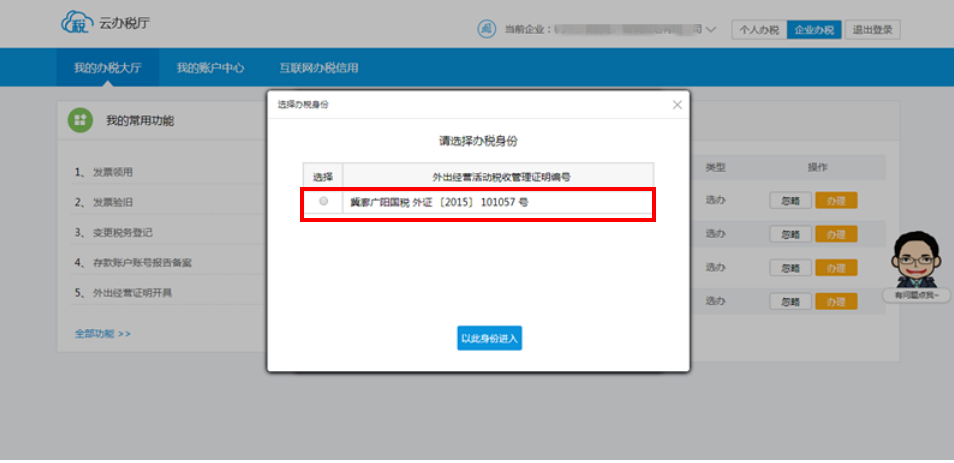 云办税厅
当前企业：
司
个人办税
企业办税
退出登录
我的办税大厅
我的账户中心
互联网办税信用
我的常用功能
1、 发票领用
2、 发票验旧
3、 变更税务登记
4、 存款账户账号报告备案
5、 外出经营证明开具
全部功能 >>
选择办税身份
请选择办税身份
选择 外出经营活动税收管理证明编号
冀廊广阳国税 外证 〔2015〕 101057 号
以此身份进入
类型 操作
选办 忽略 办理
选办 忽略 办理
选办 忽略 办理
选办 忽略 办理
有问题点我~